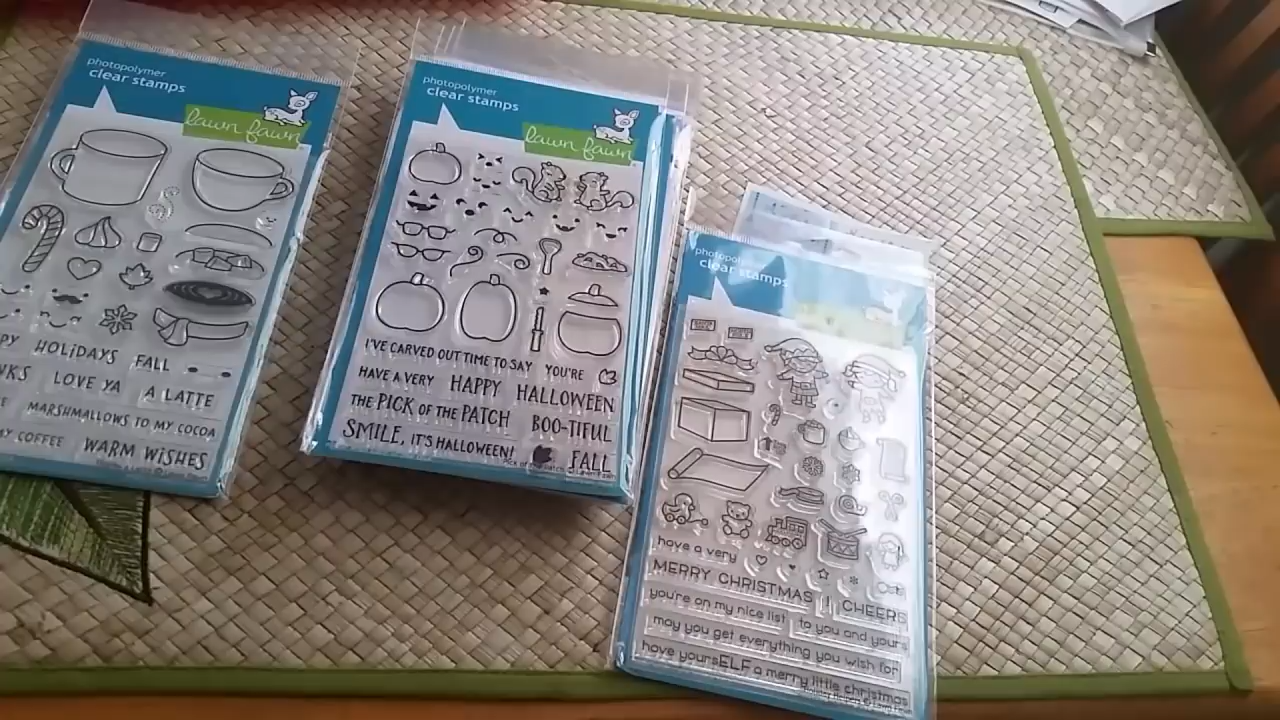 photopolymer
clear stamps
lawn fawn
PY HOLIDAYS FALL
NKS LOVE YA A LATTE
MARSHMALLOWS TO MY COCOA
MY COFFEE WARM WISHES
photopolymer
clear stamps
lawn fawn
I'VE CARVED OUT TIME TO SAY YOU'RE
HAVE A VERY HAPPY HALLOWEEN
THE PICK OF THE PATCH BOO-TIFUL
SMILE, IT'S HALLOWEEN! FALL
photopolymer
clear stamps
have a very
MERRY CHRISTMAS CHEERS
you're on my nice list to you and yours
may you get everything you wish for
have yoursELF a merry little christmas